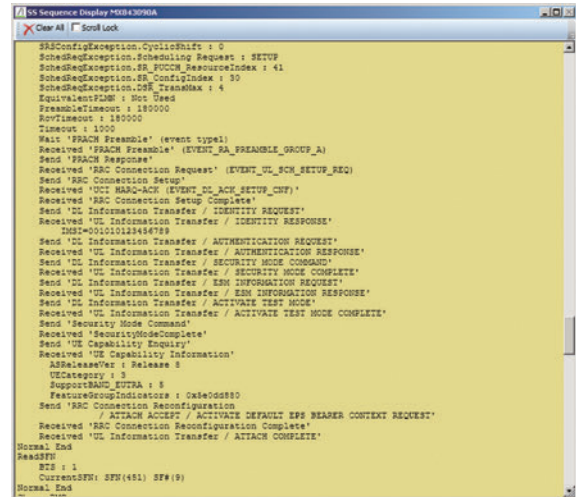 SS Sequence Display MX843090A
Clear All Scroll Lock
SRSConfigException.CyclicShift : 0
SchedReqException.Scheduling Request : SETUP
SchedReqException.SR_PUCCH_ResourceIndex : 41
SchedReqException.SR_ConfigIndex : 30
SchedReqException.DSR_TransMax : 4
EquivalentPLMN : Not Used
PreambleTimeout : 180000
RcvTimeout : 180000
Timeout : 1000
Wait 'PRACH Preamble' (event type1)
Received 'PRACH Preamble' (EVENT_RA_PREAMBLE_GROUP_A)
Send 'PRACH Response'
Received 'RRC Connection Request' (EVENT_UL_SCH_SETUP_REQ)
Send 'RRC Connection Setup'
Received 'UCI HARQ-ACK (EVENT_DL_ACK_SETUP_CNF)'
Received 'RRC Connection Setup Complete'
Send 'DL Information Transfer / IDENTITY REQUEST'
Received 'UL Information Transfer / IDENTITY RESPONSE'
IMSI=001010123456789
Send 'DL Information Transfer / AUTHENTICATION REQUEST'
Received 'UL Information Transfer / AUTHENTICATION RESPONSE'
Send 'DL Information Transfer / SECURITY MODE COMMAND'
Received 'UL Information Transfer / SECURITY MODE COMPLETE'
Send 'DL Information Transfer / ESM INFORMATION REQUEST'
Received 'UL Information Transfer / ESM INFORMATION RESPONSE'
Send 'DL Information Transfer / ACTIVATE TEST MODE'
Received 'UL Information Transfer / ACTIVATE TEST MODE COMPLETE'
Send 'Security Mode Command'
Received 'SecurityModeComplete'
Send 'UE Capability Enquiry'
Received 'UE Capability Information'
ASReleaseVer : Release 8
UECategory : 3
SupportBAND_EUTRA : 8
FeatureGroupIndicators : 0x5e0dd880
Send 'RRC Connection Reconfiguration
/ ATTACH ACCEPT / ACTIVATE DEFAULT EPS BEARER CONTEXT REQUEST'
Received 'RRC Connection Reconfiguration Complete'
Received 'UL Information Transfer / ATTACH COMPLETE'
Normal End
ReadSFN
BTS : 1
CurrentSFN: SFN(451) SF#(9)
Normal End